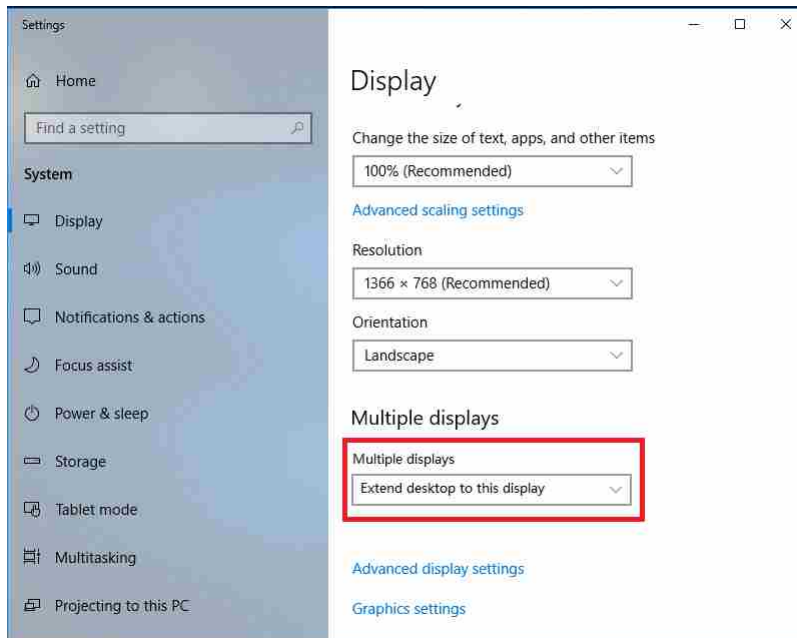 Settings
Home
Find a setting
System
Display
Sound
Notifications & actions
Focus assist
Power & sleep
Storage
Tablet mode
Multitasking
Projecting to this PC
Display
Change the size of text, apps, and other items
100% (Recommended)
Advanced scaling settings
Resolution
1366 × 768 (Recommended)
Orientation
Landscape
Multiple displays
Multiple displays
Extend desktop to this display
Advanced display settings
Graphics settings